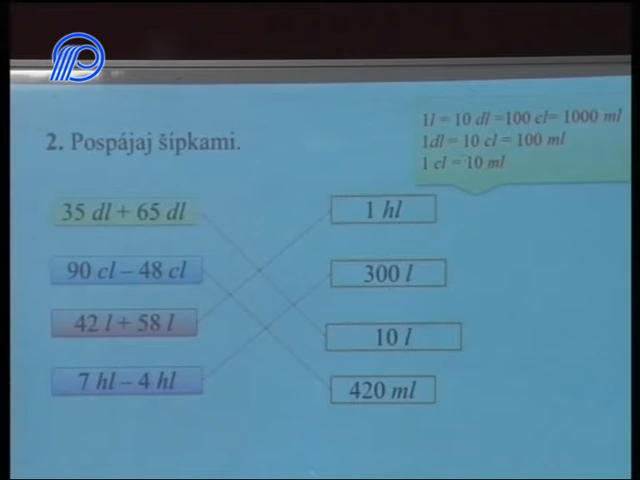 1l = 10 dl =100 cl= 1000 ml
1dl = 10 cl = 100 ml
1 cl = 10 ml
2. Pospájaj šípkami.
35 dl + 65 dl
1 hl
90 cl – 48 cl
300 l
42 l + 58 l
10 l
7 hl – 4 hl
420 ml